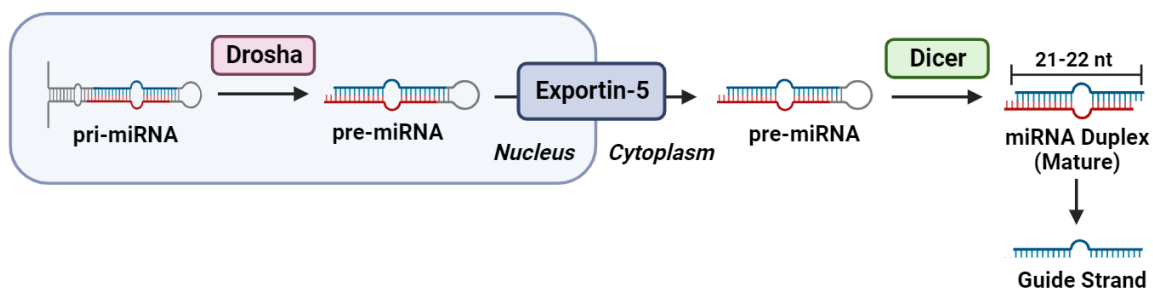 Drosha
Exportin-5
Dicer
21-22 nt
pri-miRNA
pre-miRNA
pre-miRNA
miRNA Duplex
(Mature)
Nucleus
Cytoplasm
Guide Strand